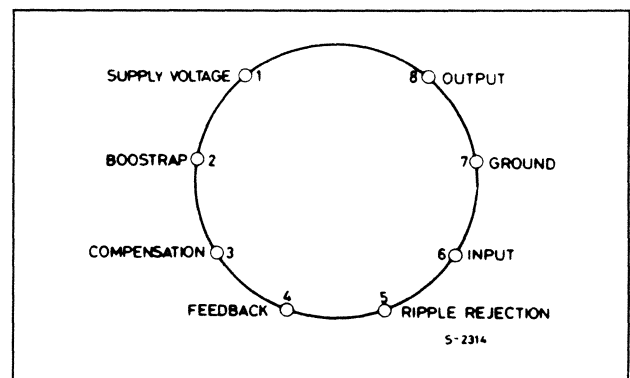 SUPPLY VOLTAGE 1 8 OUTPUT
BOOSTRAP 2 7 GROUND
COMPENSATION 3 6 INPUT
FEEDBACK 4 5 RIPPLE REJECTION
S-2314